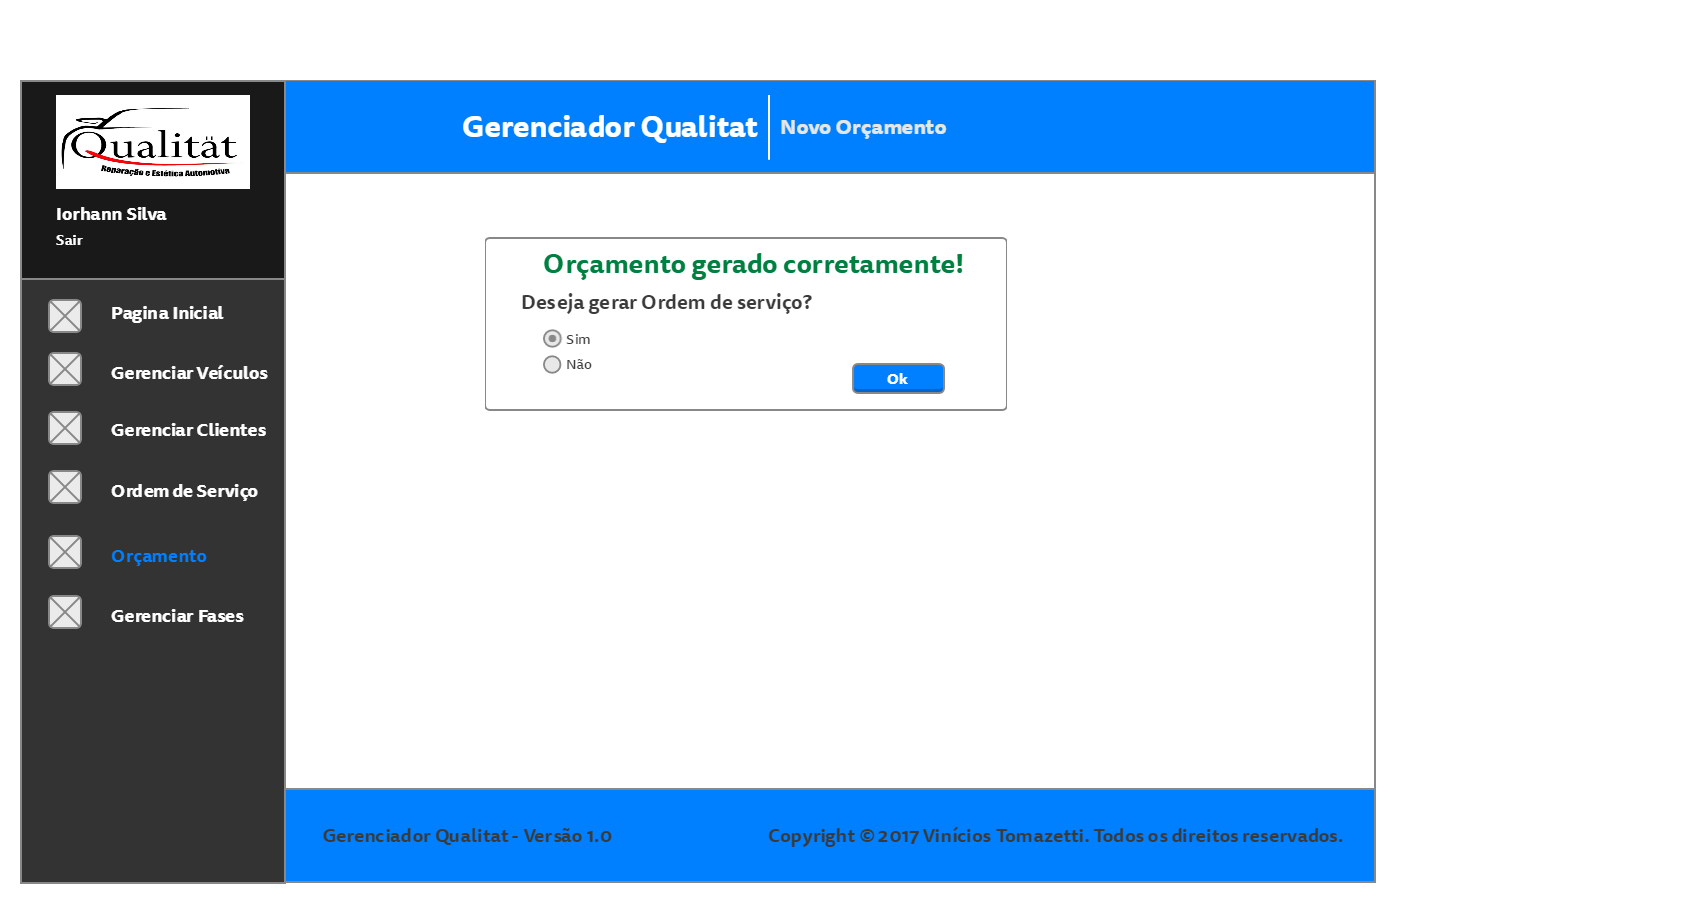 Qualität
Reparação e Estética Automotiva
Iorhann Silva
Sair
Pagina Inicial
Gerenciar Veículos
Gerenciar Clientes
Ordem de Serviço
Orçamento
Gerenciar Fases
Gerenciador Qualitat
Novo Orçamento
Orçamento gerado corretamente!
Deseja gerar Ordem de serviço?
Sim
Não
Ok
Gerenciador Qualitat - Versão 1.0
Copyright © 2017 Vinícios Tomazetti. Todos os direitos reservados.